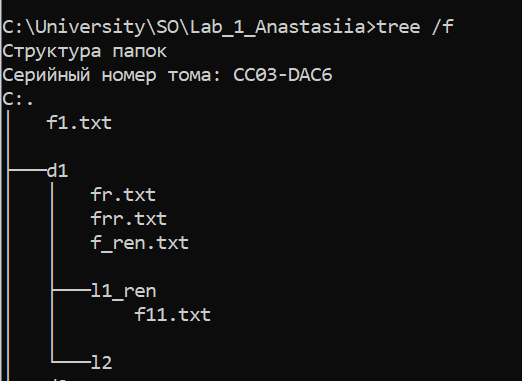 C:\University\SO\Lab_1_Anastasiia>tree /f
Структура папок
Серийный номер тома: CC03-DAC6
C:.
f1.txt
d1
fr.txt
frr.txt
f_ren.txt
l1_ren
f11.txt
l2